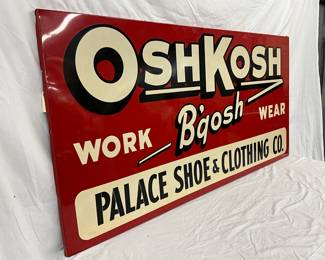 OSHKOSH
B'gosh
WORK WEAR
PALACE SHOE & CLOTHING CO.